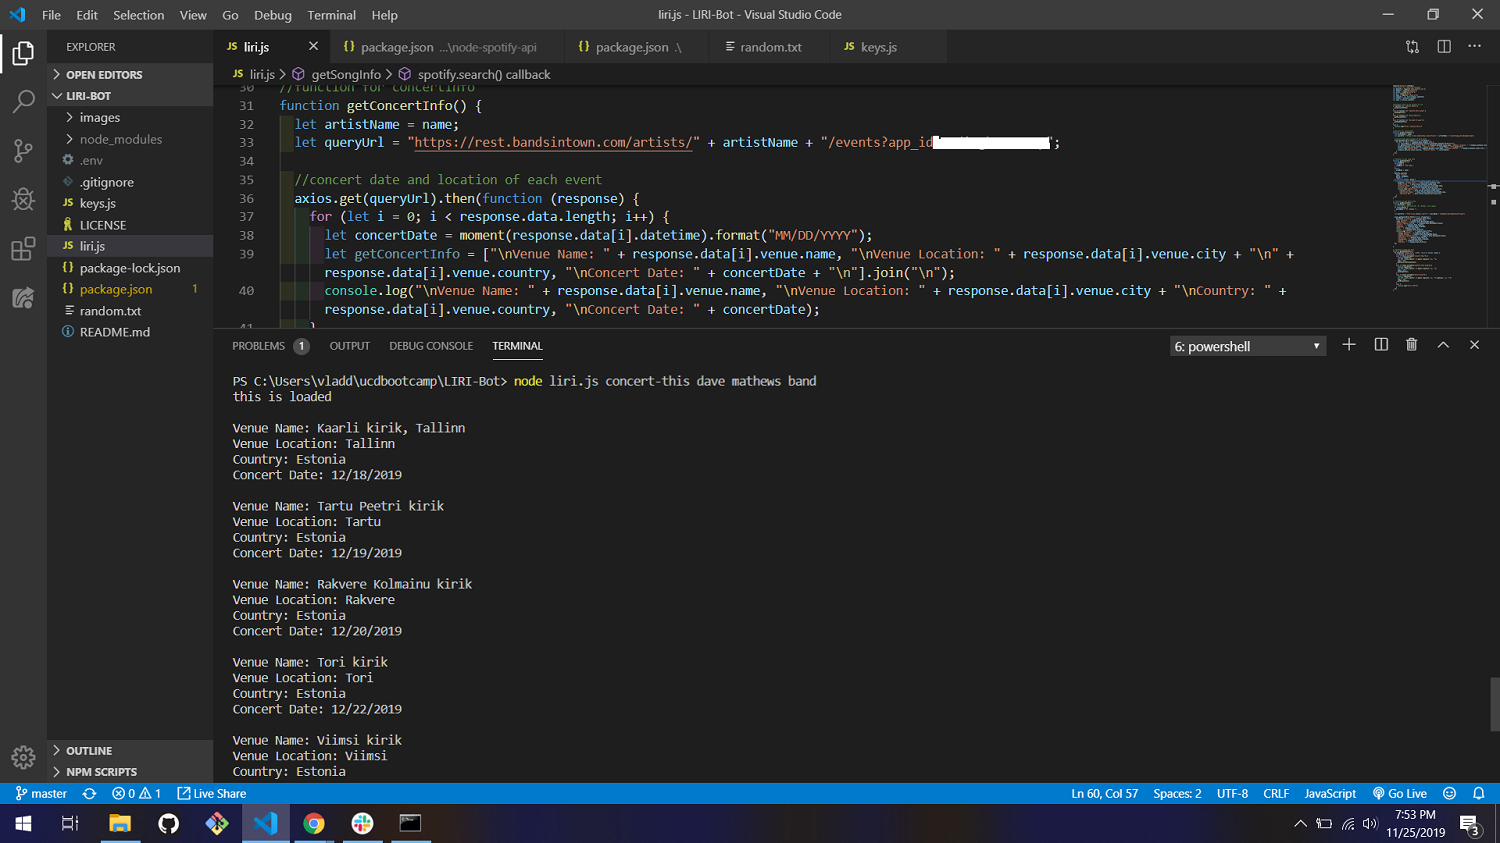 File Edit Selection View Go Debug Terminal Help
liri.js - LIRI-Bot - Visual Studio Code
EXPLORER
OPEN EDITORS
LIRI-BOT
images
node_modules
.env
.gitignore
keys.js
LICENSE
liri.js
package-lock.json
package.json 1
random.txt
README.md
OUTLINE
NPM SCRIPTS
JS liri.js
{} package.json ...\node-spotify-api
{} package.json .\
random.txt
JS keys.js
JS liri.js > getSongInfo > spotify.search() callback
30 //function for concertinfo
31 function getConcertInfo() {
32 let artistName = name;
33 let queryUrl = "https://rest.bandsintown.com/artists/" + artistName + "/events?app_id ";
34
35 //concert date and location of each event
36 axios.get(queryUrl).then(function (response) {
37 for (let i = 0; i < response.data.length; i++) {
38 let concertDate = moment(response.data[i].datetime).format("MM/DD/YYYY");
39 let getConcertInfo = ["\nVenue Name: " + response.data[i].venue.name, "\nVenue Location: " + response.data[i].venue.city + "\n" +
response.data[i].venue.country, "\nConcert Date: " + concertDate + "\n"].join("\n");
40 console.log("\nVenue Name: " + response.data[i].venue.name, "\nVenue Location: " + response.data[i].venue.city + "\nCountry: " +
response.data[i].venue.country, "\nConcert Date: " + concertDate);
41 }
PROBLEMS 1 OUTPUT DEBUG CONSOLE TERMINAL
6: powershell
PS C:\Users\vladd\ucdbootcamp\LIRI-Bot> node liri.js concert-this dave mathews band
this is loaded
Venue Name: Kaarli kirik, Tallinn
Venue Location: Tallinn
Country: Estonia
Concert Date: 12/18/2019
Venue Name: Tartu Peetri kirik
Venue Location: Tartu
Country: Estonia
Concert Date: 12/19/2019
Venue Name: Rakvere Kolmainu kirik
Venue Location: Rakvere
Country: Estonia
Concert Date: 12/20/2019
Venue Name: Tori kirik
Venue Location: Tori
Country: Estonia
Concert Date: 12/22/2019
Venue Name: Viimsi kirik
Venue Location: Viimsi
Country: Estonia
master 0 1 Live Share
Ln 60, Col 57 Spaces: 2 UTF-8 CRLF JavaScript Go Live
7:53 PM
11/25/2019
3